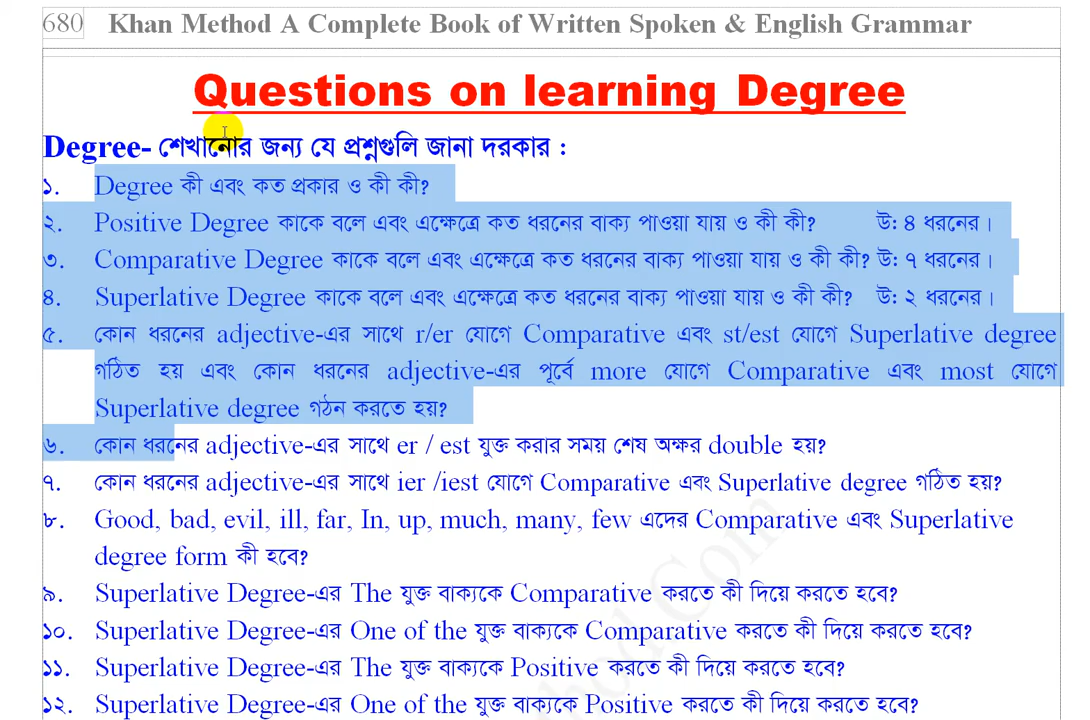 680 Khan Method A Complete Book of Written Spoken & English Grammar
Questions on learning Degree
Degree- শেখানোর জন্য যে প্রশ্নগুলি জানা দরকার :
১. Degree কী এবং কত প্রকার ও কী কী?
২. Positive Degree কাকে বলে এবং এক্ষেত্রে কত ধরনের বাক্য পাওয়া যায় ও কী কী? উ: ৪ ধরনের।
৩. Comparative Degree কাকে বলে এবং এক্ষেত্রে কত ধরনের বাক্য পাওয়া যায় ও কী কী? উ: ৭ ধরনের।
৪. Superlative Degree কাকে বলে এবং এক্ষেত্রে কত ধরনের বাক্য পাওয়া যায় ও কী কী? উ: ২ ধরনের।
৫. কোন ধরনের adjective-এর সাথে r/er যোগে Comparative এবং st/est যোগে Superlative degree
গঠিত হয় এবং কোন ধরনের adjective-এর পূর্বে more যোগে Comparative এবং most যোগে
Superlative degree গঠন করতে হয়?
৬. কোন ধরনের adjective-এর সাথে er / est যুক্ত করার সময় শেষ অক্ষর double হয়?
৭. কোন ধরনের adjective-এর সাথে ier /iest যোগে Comparative এবং Superlative degree গঠিত হয়?
৮. Good, bad, evil, ill, far, In, up, much, many, few এদের Comparative এবং Superlative
degree form কী হবে?
৯. Superlative Degree-এর The যুক্ত বাক্যকে Comparative করতে কী দিয়ে করতে হবে?
১০. Superlative Degree-এর One of the যুক্ত বাক্যকে Comparative করতে কী দিয়ে করতে হবে?
১১. Superlative Degree-এর The যুক্ত বাক্যকে Positive করতে কী দিয়ে করতে হবে?
১২. Superlative Degree-এর One of the যুক্ত বাক্যকে Positive করতে কী দিয়ে করতে হবে?